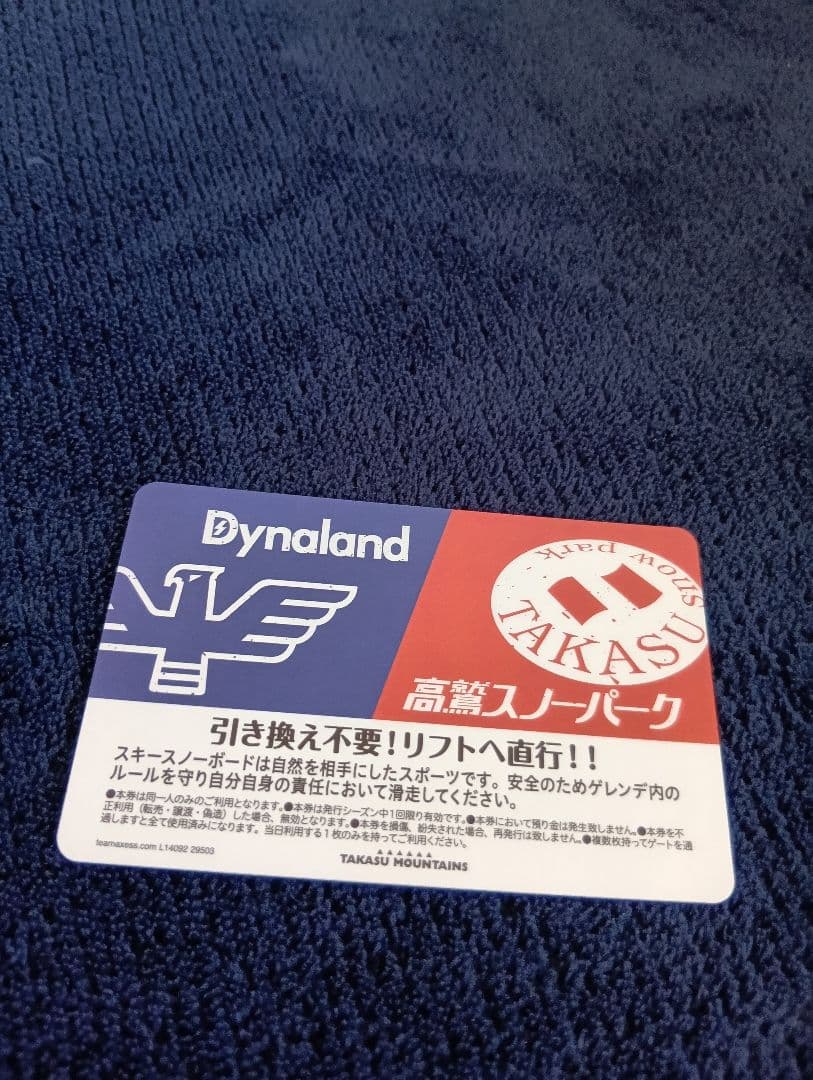 Dynaland
TAKASU
snow park
高鷲スノーパーク
引き換え不要!リフトへ直行!!
スキースノーボードは自然を相手にしたスポーツです。安全のためゲレンデ内の
ルールを守り自分自身の責任において滑走してください。
●本券は同一人のみのご利用となります。●本券は発行シーズン中1回限り有効です。●本券において預り金は発生致しません。●本券を不
正利用(転売・譲渡・偽造)した場合、無効となります。●本券を損傷、紛失された場合、再発行は致しません。●複数枚持ってゲートを通
過しますと全て使用済みになります。当日利用する1枚のみを持ってご利用ください。
teamaxess.com L14092 29503
TAKASU MOUNTAINS